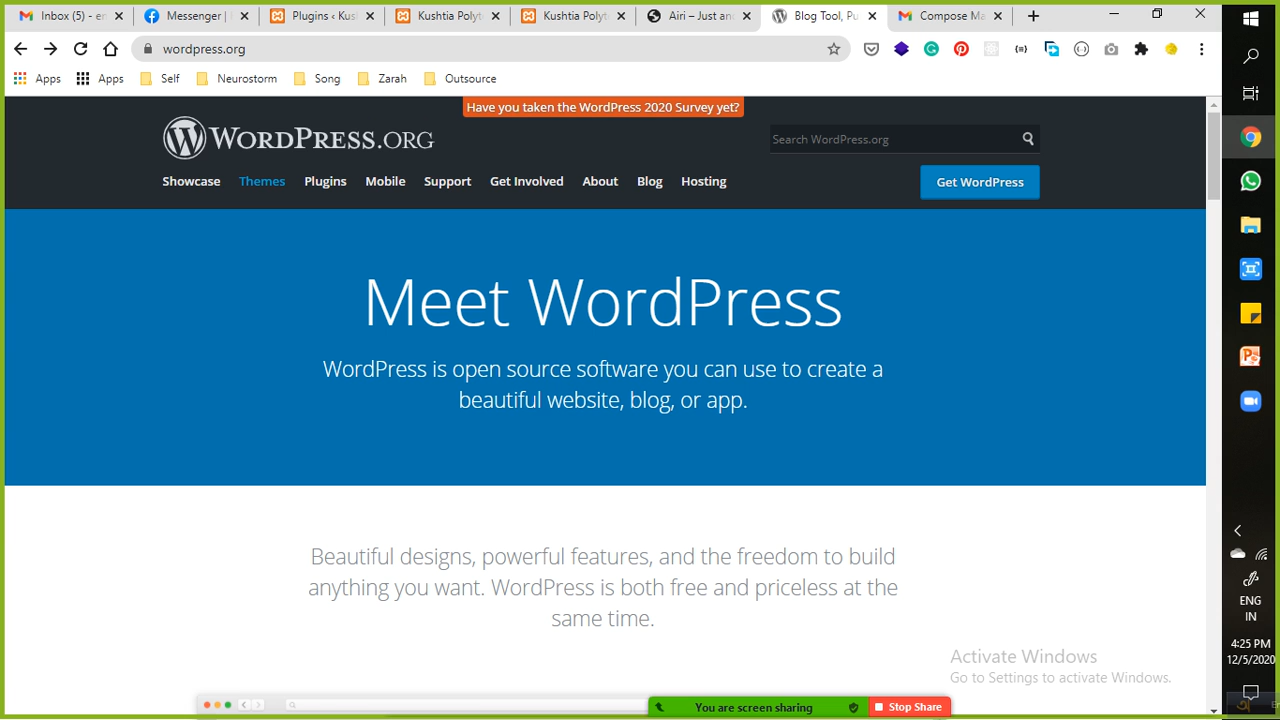 Inbox (5) - en
Messenger |
Plugins ‹ Kus
Kushtia Polyt
Kushtia Polyt
Airi – Just an
Blog Tool, Pu
Compose Ma
wordpress.org
Apps
Apps
Self
Neurostorm
Song
Zarah
Outsource
Have you taken the WordPress 2020 Survey yet?
WORDPRESS.ORG
Search WordPress.org
Showcase Themes Plugins Mobile Support Get Involved About Blog Hosting
Get WordPress
Meet WordPress
WordPress is open source software you can use to create a
beautiful website, blog, or app.
Beautiful designs, powerful features, and the freedom to build
anything you want. WordPress is both free and priceless at the
same time.
Activate Windows
Go to Settings to activate Windows.
You are screen sharing
Stop Share
ENG
IN
4:25 PM
12/5/2020